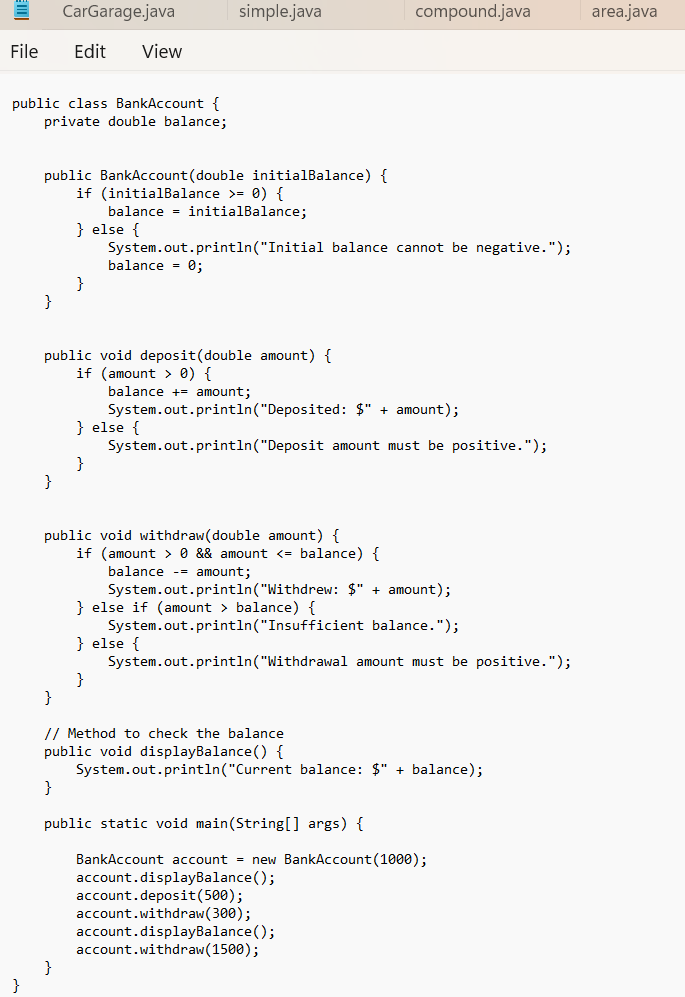 CarGarage.java simple.java compound.java area.java
File Edit View
public class BankAccount {
    private double balance;
    public BankAccount(double initialBalance) {
        if (initialBalance >= 0) {
            balance = initialBalance;
        } else {
            System.out.println("Initial balance cannot be negative.");
            balance = 0;
        }
    }
    public void deposit(double amount) {
        if (amount > 0) {
            balance += amount;
            System.out.println("Deposited: $" + amount);
        } else {
            System.out.println("Deposit amount must be positive.");
        }
    }
    public void withdraw(double amount) {
        if (amount > 0 && amount <= balance) {
            balance -= amount;
            System.out.println("Withdrew: $" + amount);
        } else if (amount > balance) {
            System.out.println("Insufficient balance.");
        } else {
            System.out.println("Withdrawal amount must be positive.");
        }
    }
    // Method to check the balance
    public void displayBalance() {
        System.out.println("Current balance: $" + balance);
    }
    public static void main(String[] args) {
        BankAccount account = new BankAccount(1000);
        account.displayBalance();
        account.deposit(500);
        account.withdraw(300);
        account.displayBalance();
        account.withdraw(1500);
    }
}